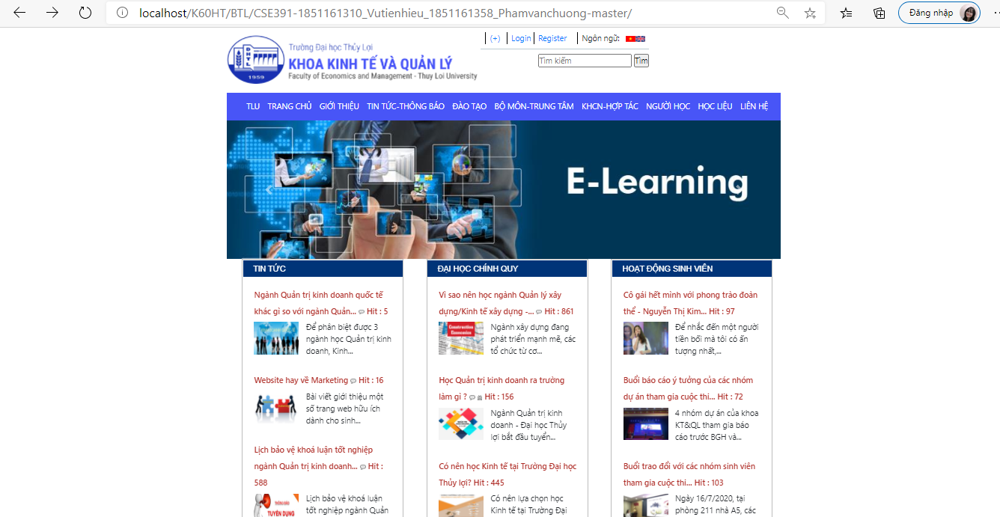 localhost/K60HT/BTL/CSE391-1851161310_Vutienhieu_1851161358_Phamvanchuong-master/
Đăng nhập
(+) Login Register Ngôn ngữ:
Trường Đại học Thủy Lợi
KHOA KINH TẾ VÀ QUẢN LÝ
Faculty of Economics and Management - Thuy Loi University
ĐHTL
1959
Tìm kiếm
Tìm
TLU TRANG CHỦ GIỚI THIỆU TIN TỨC-THÔNG BÁO ĐÀO TẠO BỘ MÔN-TRUNG TÂM KHCN-HỢP TÁC NGƯỜI HỌC HỌC LIỆU LIÊN HỆ
E-Learning
TIN TỨC
Ngành Quản trị kinh doanh quốc tế
khác gì so với ngành Quản... Hit : 5
Để phân biệt được 3
ngành học Quản trị kinh
doanh, Kinh...
Website hay về Marketing Hit : 16
Bài viết giới thiệu một
số trang web hữu ích
dành cho sinh...
Lịch bảo vệ khoá luận tốt nghiệp
ngành Quản trị kinh doanh... Hit :
588
THÔNG BÁO
TUYỂN DỤNG
Lịch bảo vệ khoá luận
tốt nghiệp ngành Quản
ĐẠI HỌC CHÍNH QUY
Vì sao nên học ngành Quản lý xây
dựng/Kinh tế xây dựng -... Hit : 861
Construction
Economics
Ngành xây dựng đang
phát triển mạnh mẽ, các
tổ chức từ cơ...
Học Quản trị kinh doanh ra trường
làm gì ? Hit : 156
Ngành Quản trị kinh
doanh - Đại học Thủy
lợi bắt đầu tuyển...
Có nên học Kinh tế tại Trường Đại học
Thủy lợi? Hit : 445
Có nên lựa chọn học
Kinh tế tại Trường Đại
HOẠT ĐỘNG SINH VIÊN
Cô gái hết mình với phong trào đoàn
thể - Nguyễn Thị Kim... Hit : 97
Để nhắc đến một người
tiền bối mà tôi có ấn
tượng nhất,...
Buổi báo cáo ý tưởng của các nhóm
dự án tham gia cuộc thi... Hit : 72
4 nhóm dự án của khoa
KT&QL tham gia báo
cáo trước BGH và...
Buổi trao đổi với các nhóm sinh viên
tham gia cuộc thi... Hit : 103
Ngày 16/7/2020, tại
phòng 211 nhà A5, các